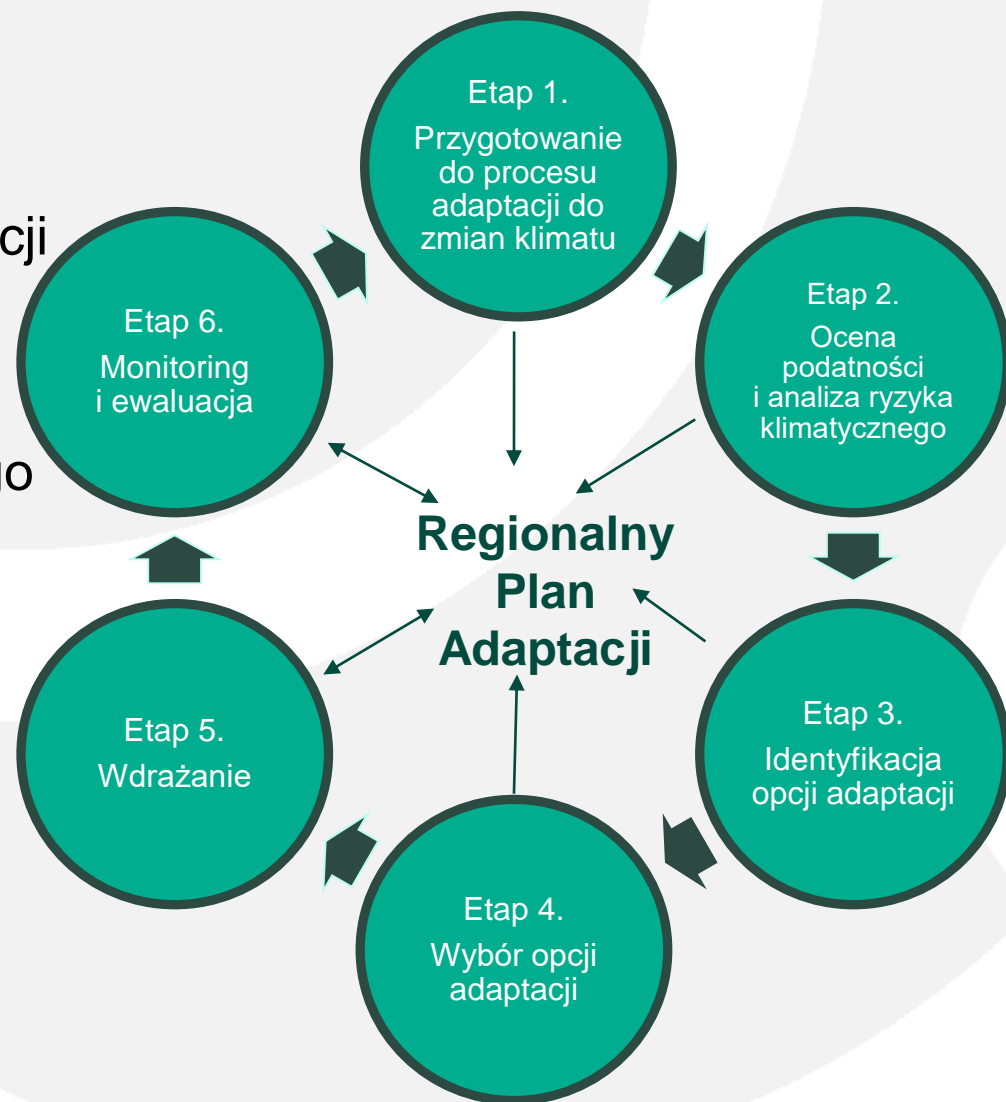 Etap 1.
Przygotowanie
do procesu
adaptacji do
zmian klimatu
Etap 2.
Ocena
podatności
i analiza ryzyka
klimatycznego
Etap 3.
Identyfikacja
opcji adaptacji
Etap 4.
Wybór opcji
adaptacji
Etap 5.
Wdrażanie
Etap 6.
Monitoring
i ewaluacja
Regionalny
Plan
Adaptacji